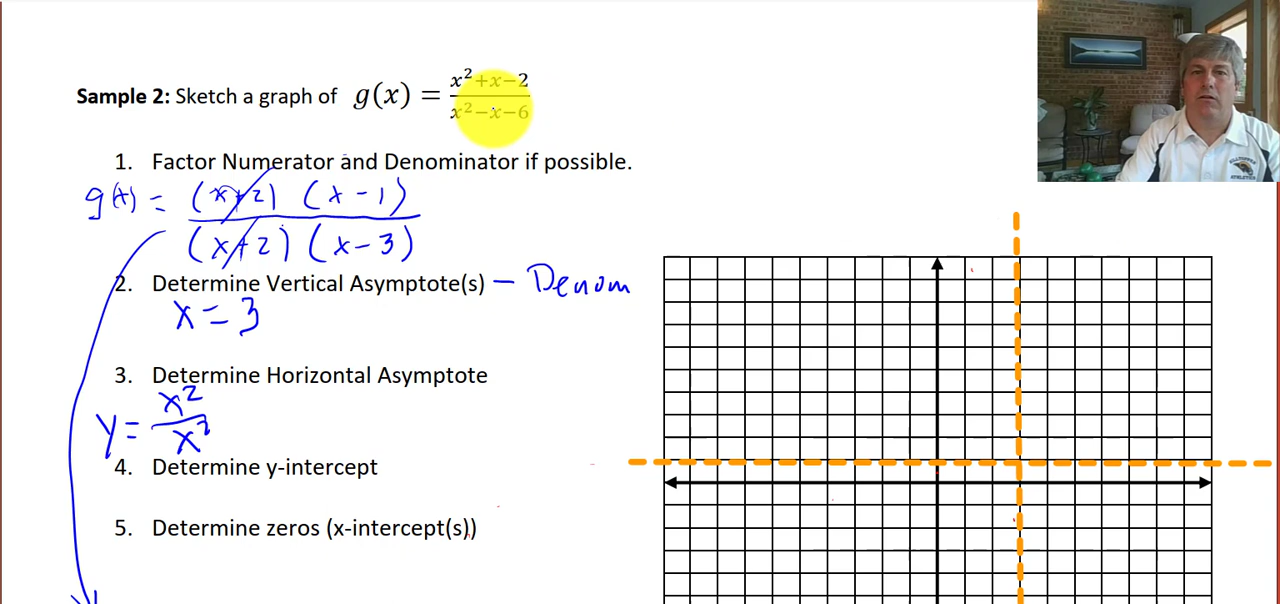 Sample 2: Sketch a graph of g(x) = x²+x−2 / x²−x−6
1. Factor Numerator and Denominator if possible.
g(x) = (x+2) (x-1) / (x+2) (x-3)
2. Determine Vertical Asymptote(s) - Denom
x = 3
3. Determine Horizontal Asymptote
y = x² / x²
4. Determine y-intercept
5. Determine zeros (x-intercept(s))
HILLTOPPER
ATHLETICS